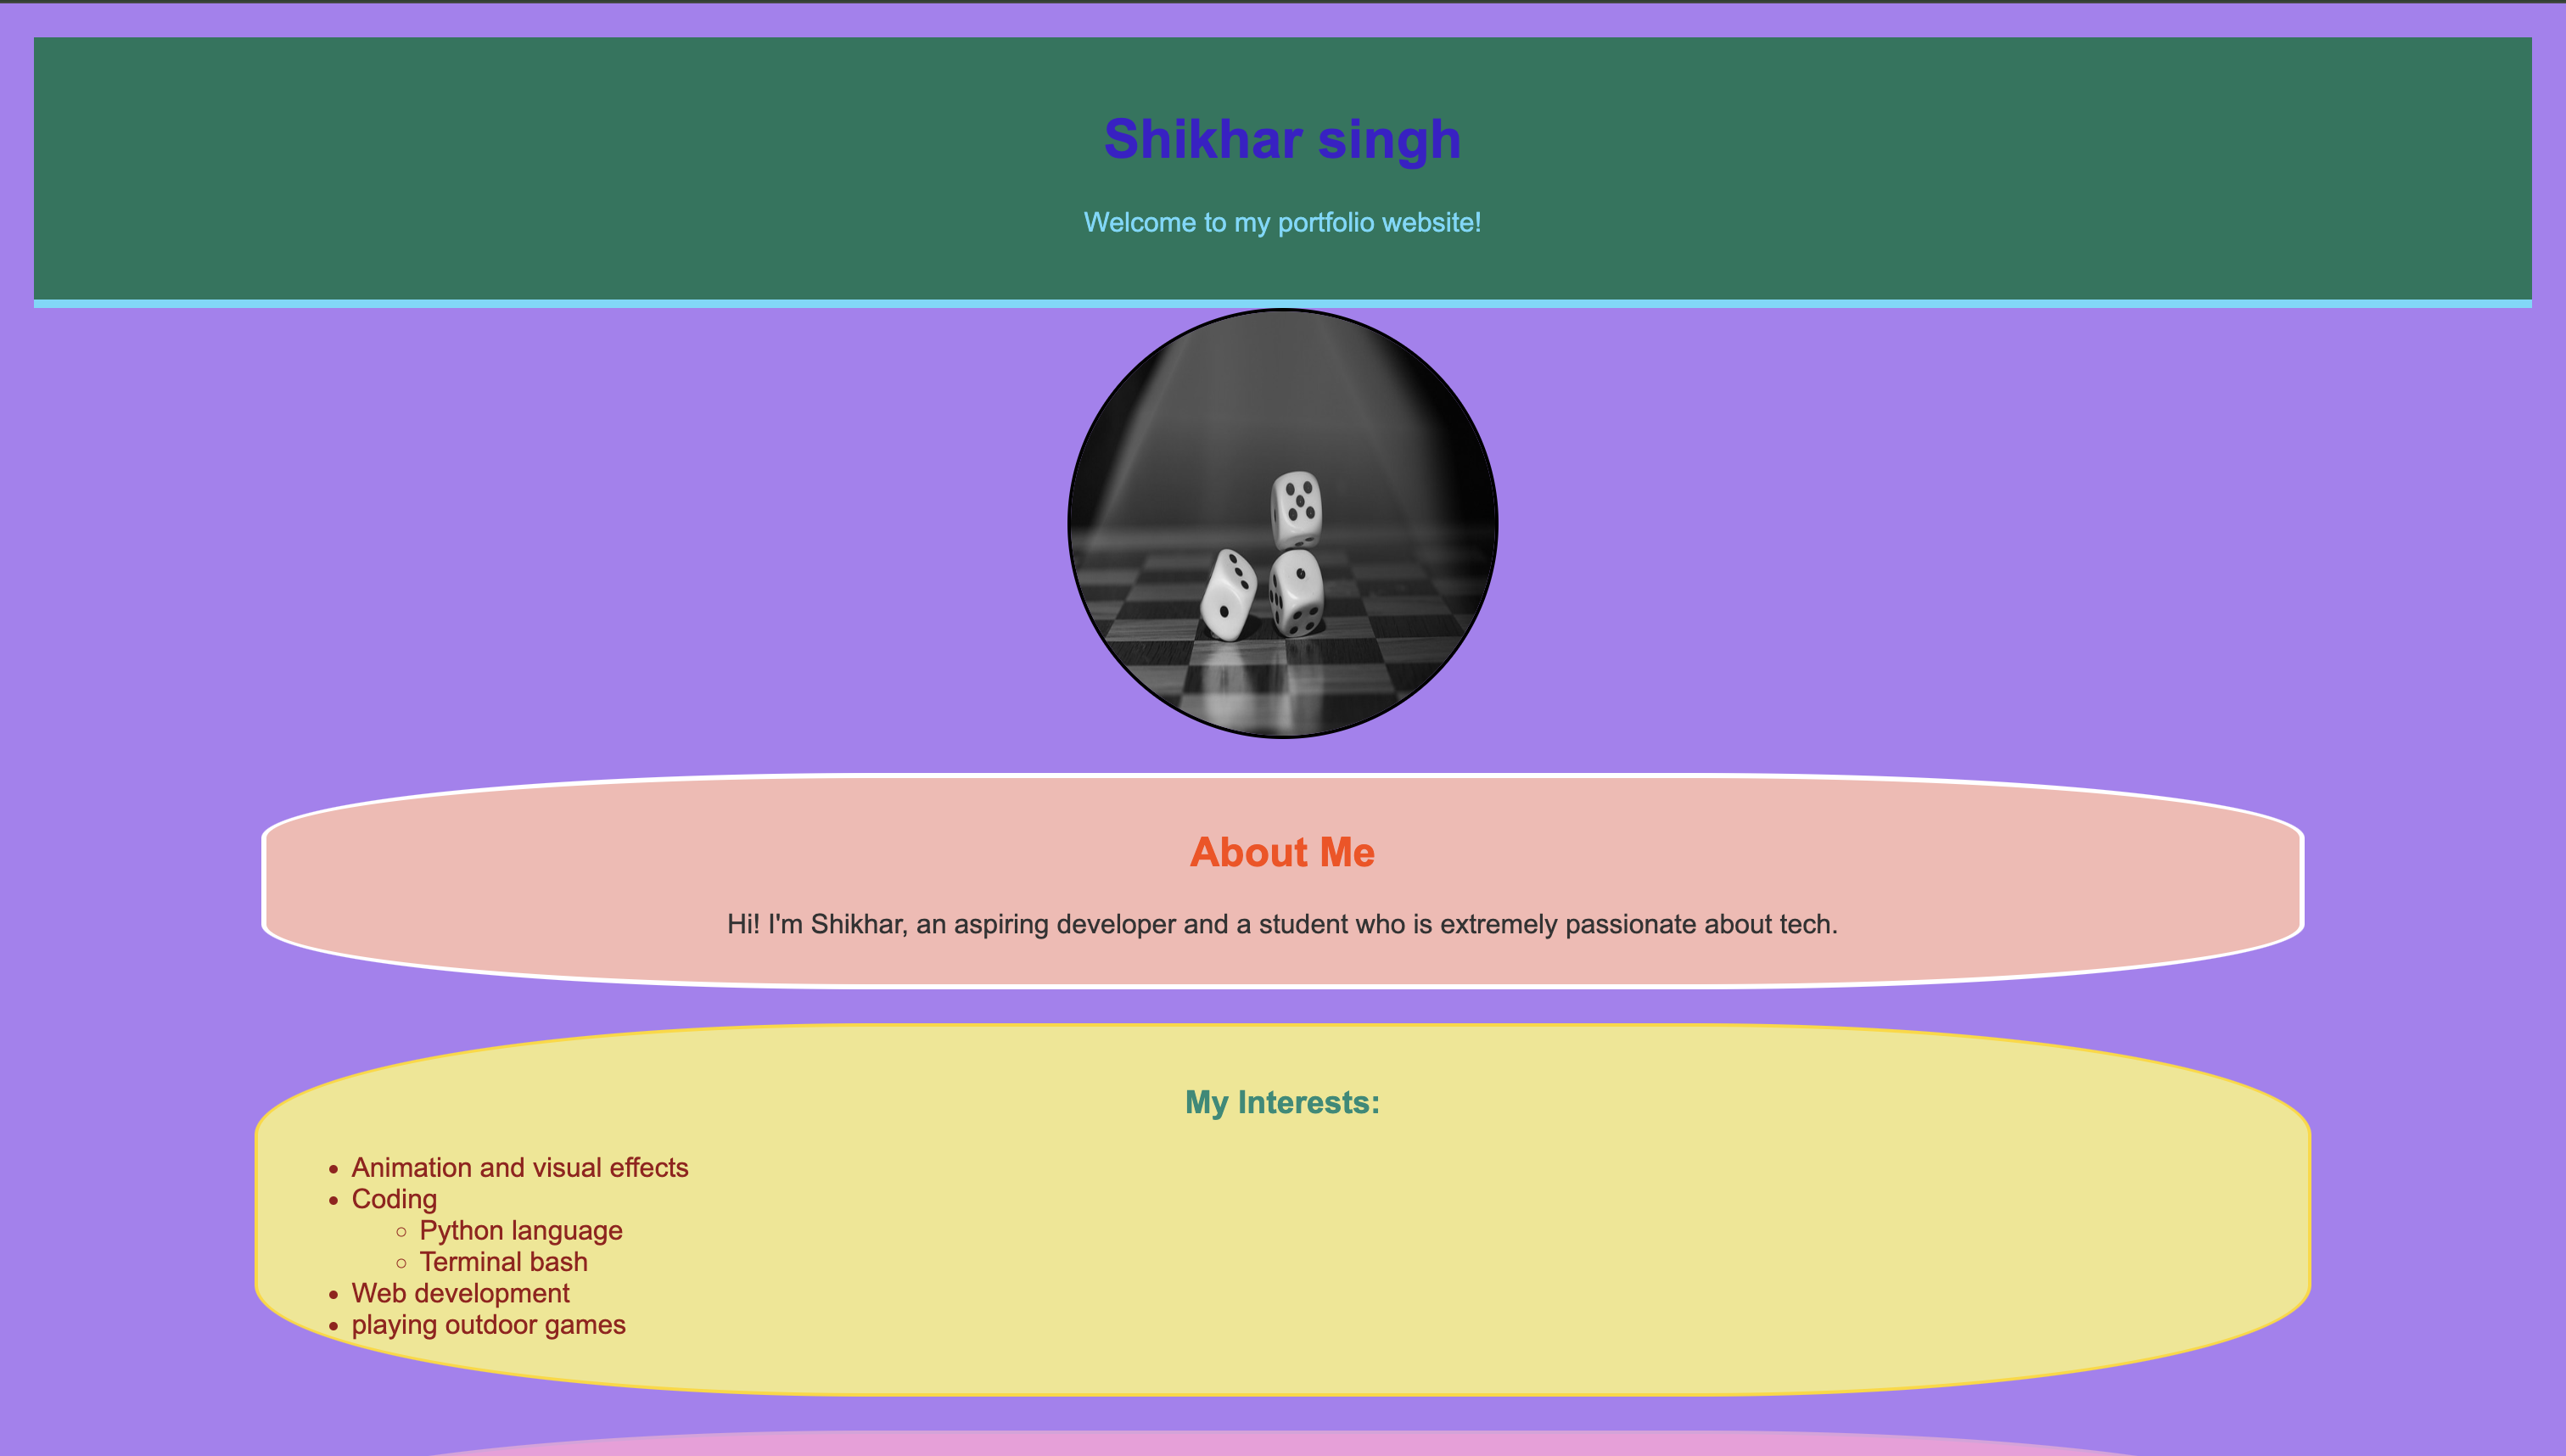 Shikhar singh
Welcome to my portfolio website!
About Me
Hi! I'm Shikhar, an aspiring developer and a student who is extremely passionate about tech.
My Interests:
Animation and visual effects
Coding
Python language
Terminal bash
Web development
playing outdoor games